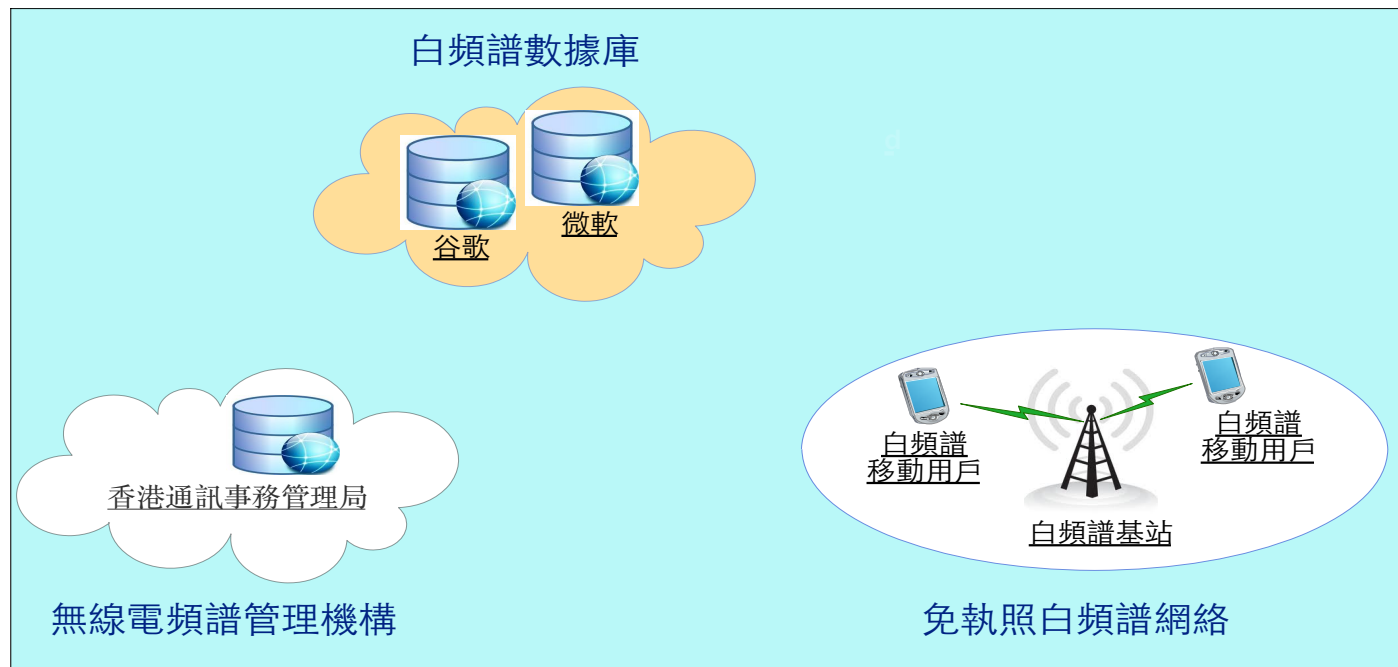 白頻譜數據庫
微軟
谷歌
香港通訊事務管理局
無線電頻譜管理機構
白頻譜
移動用戶
白頻譜
移動用戶
白頻譜基站
免執照白頻譜網絡